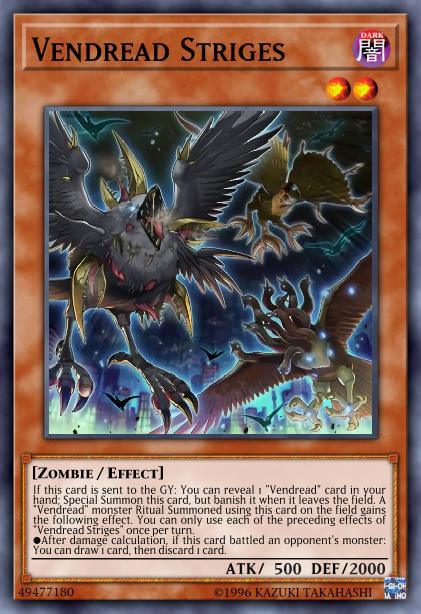 VENDREAD STRIGES
DARK
闇
[ZOMBIE / EFFECT]
If this card is sent to the GY: You can reveal 1 "Vendread" card in your
hand; Special Summon this card, but banish it when it leaves the field. A
"Vendread" monster Ritual Summoned using this card on the field gains
the following effect. You can only use each of the preceding effects of
"Vendread Striges" once per turn.
●After damage calculation, if this card battled an opponent's monster:
You can draw 1 card, then discard 1 card.
ATK/ 500 DEF/2000
49477180 ©1996 KAZUKI TAKAHASHI